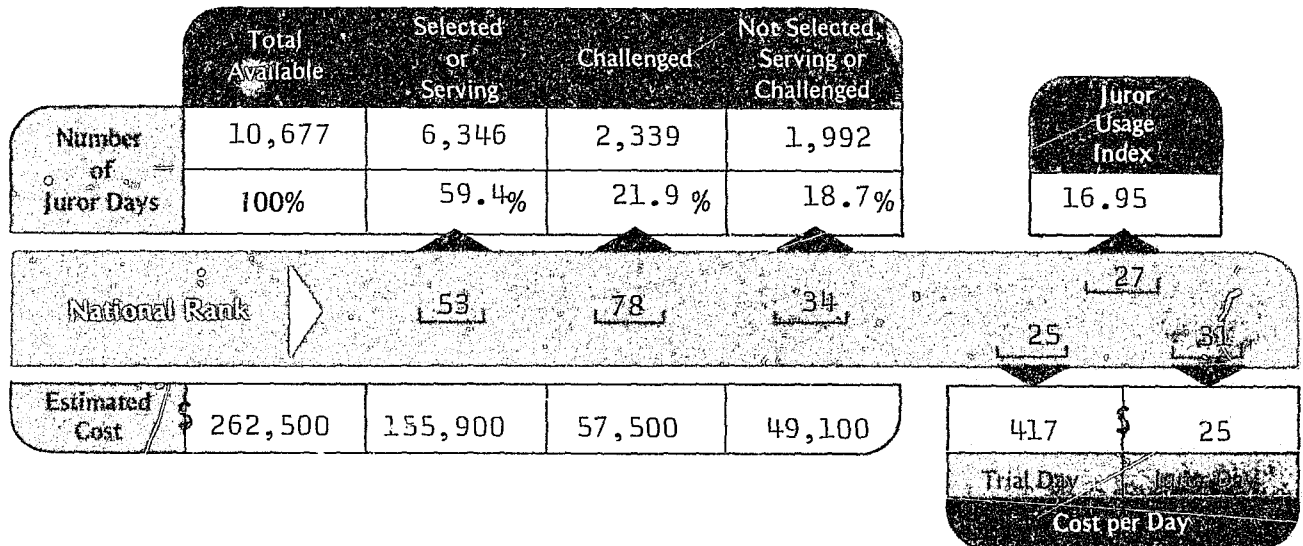 Total Available
Selected or Serving
Challenged
Not Selected, Serving or Challenged
Juror Usage Index
Number of Juror Days
10,677 6,346 2,339 1,992
100% 59.4% 21.9 % 18.7%
16.95
National Rank
53 78 34 27
25 31
Estimated Cost
$ 262,500 155,900 57,500 49,100
417 $ 25
Trial Day Juror Day
Cost per Day